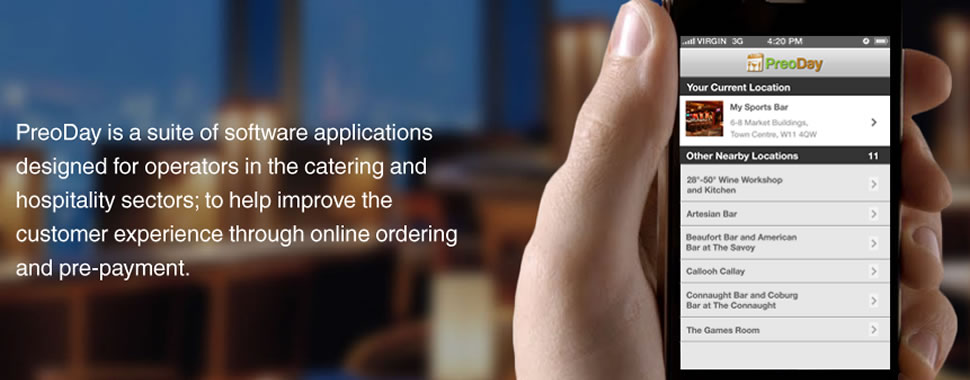 PreoDay is a suite of software applications
designed for operators in the catering and
hospitality sectors; to help improve the
customer experience through online ordering
and pre-payment.
VIRGIN 3G 4:20 PM
PreoDay
Your Current Location
My Sports Bar
6-8 Market Buildings,
Town Centre, W11 4QW
Other Nearby Locations 11
28°-50° Wine Workshop
and Kitchen
Artesian Bar
Beaufort Bar and American
Bar at The Savoy
Callooh Callay
Connaught Bar and Coburg
Bar at The Connaught
The Games Room